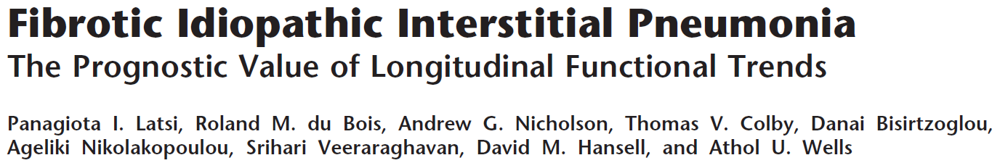 Fibrotic Idiopathic Interstitial Pneumonia
The Prognostic Value of Longitudinal Functional Trends
Panagiota I. Latsi, Roland M. du Bois, Andrew G. Nicholson, Thomas V. Colby, Danai Bisirtzoglou,
Ageliki Nikolakopoulou, Srihari Veeraraghavan, David M. Hansell, and Athol U. Wells